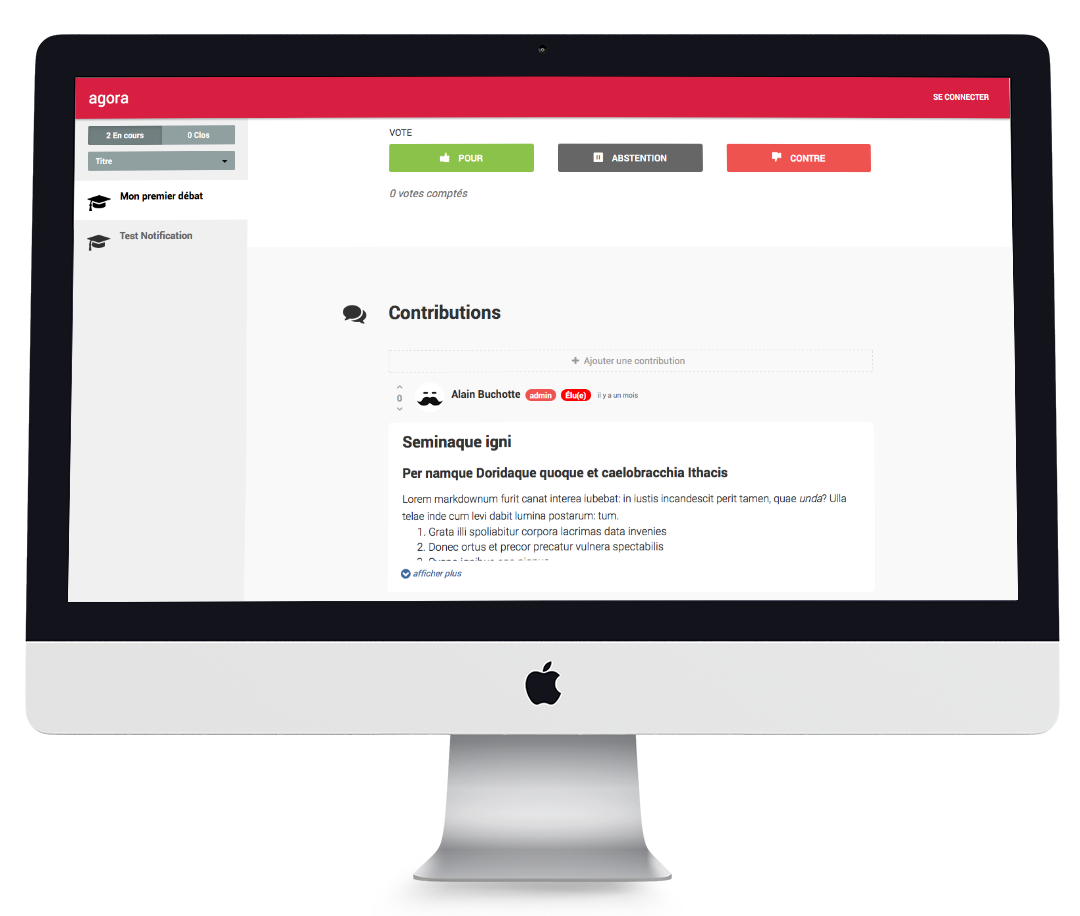 agora
SE CONNECTER
2 En cours
0 Clos
Titre
Mon premier débat
Test Notification
VOTE
POUR
ABSTENTION
CONTRE
0 votes comptés
Contributions
Ajouter une contribution
0
Alain Buchotte admin Élu(e) il y a un mois
Seminaque igni
Per namque Doridaque quoque et caelobracchia Ithacis
Lorem markdownum furit canat interea iubebat: in iustis incandescit perit tamen, quae unda? Ulla
telae inde cum levi dabit lumina postarum: tum.
1. Grata illi spoliabitur corpora lacrimas data invenies
2. Donec ortus et precor precatur vulnera spectabilis
afficher plus